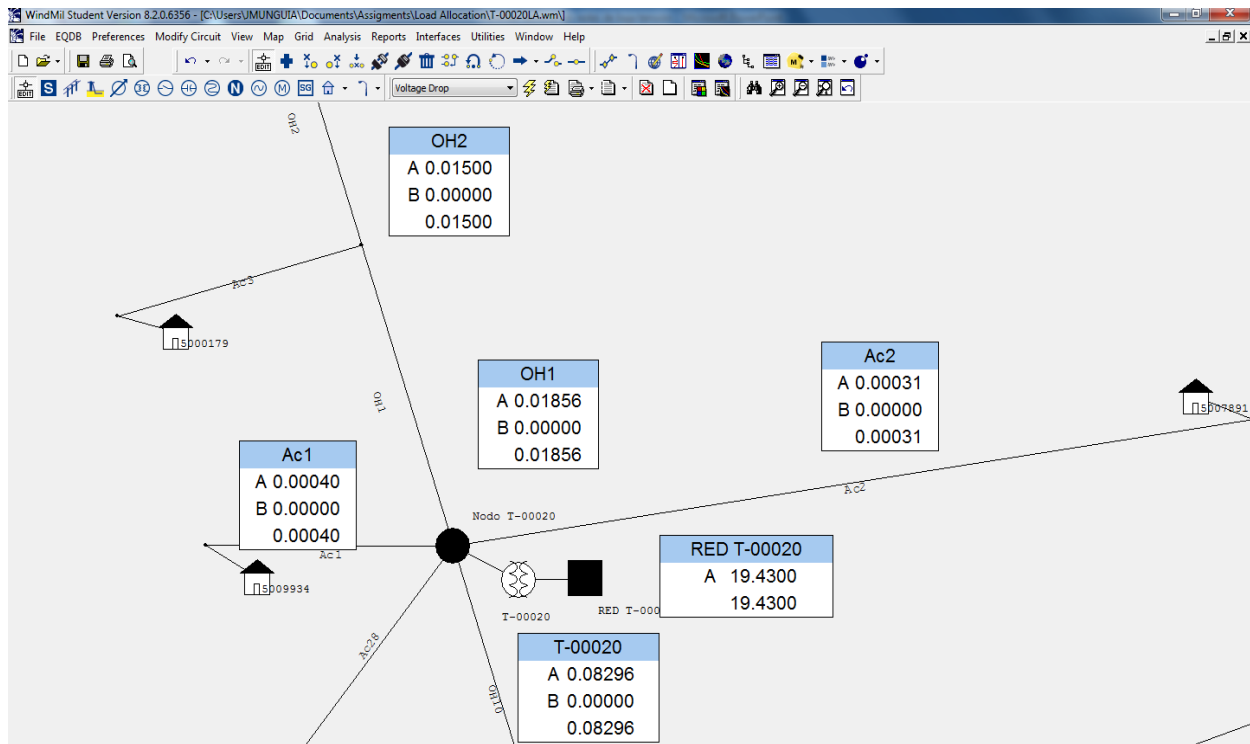 WindMil Student Version 8.2.0.6356 - [C:\Users\JMUNGUIA\Documents\Assigments\Load Allocation\T-00020LA.wm\]
File EQDB Preferences Modify Circuit View Map Grid Analysis Reports Interfaces Utilities Window Help
EDIT
EDIT S N M SG Voltage Drop
OH2
OH2
A 0.01500
B 0.00000
0.01500
Ac3
5000179
OH1
OH1
A 0.01856
B 0.00000
0.01856
Ac2
A 0.00031
B 0.00000
0.00031
5007891
Ac2
Ac1
A 0.00040
B 0.00000
0.00040
Ac1
5009934
Nodo T-00020
T-00020
RED T-000
RED T-00020
A 19.4300
19.4300
Ac28
OH10
T-00020
A 0.08296
B 0.00000
0.08296